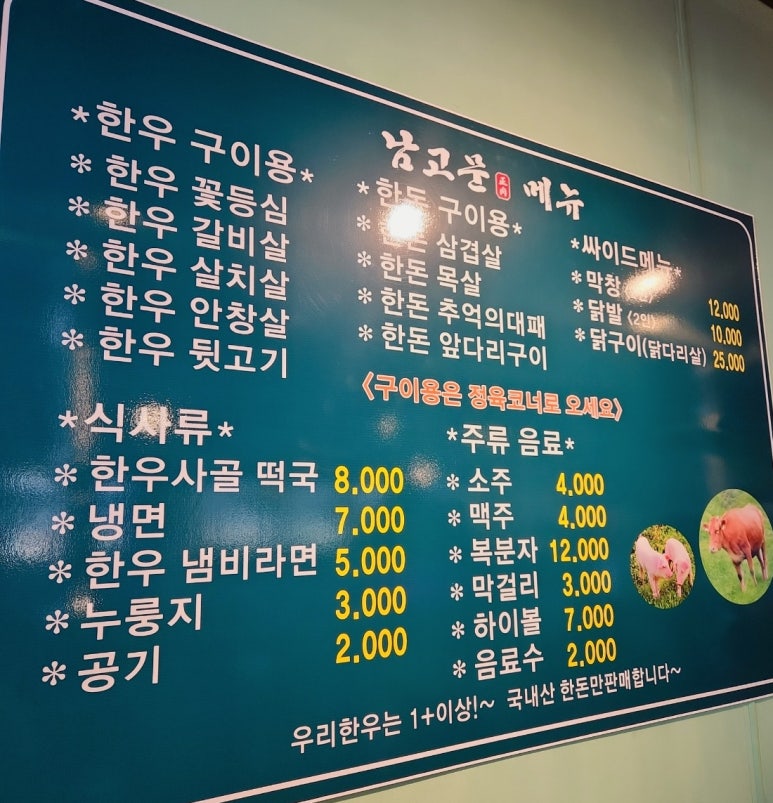 남고문 正肉 메뉴
*한우 구이용*
* 한우 꽃등심
* 한우 갈비살
* 한우 살치살
* 한우 안창살
* 한우 뒷고기
*한돈 구이용*
* 한돈 삼겹살
* 한돈 목살
* 한돈 추억의대패
* 한돈 앞다리구이
*싸이드메뉴*
* 막창 12,000
* 닭발 (2인) 10,000
* 닭구이(닭다리살) 25,000
<구이용은 정육코너로 오세요>
*식사류*
* 한우사골 떡국 8,000
* 냉면 7,000
* 한우 냄비라면 5,000
* 누룽지 3,000
* 공기 2,000
*주류 음료*
* 소주 4,000
* 맥주 4,000
* 복분자 12,000
* 막걸리 3,000
* 하이볼 7,000
* 음료수 2,000
우리한우는 1+이상!~ 국내산 한돈만판매합니다~